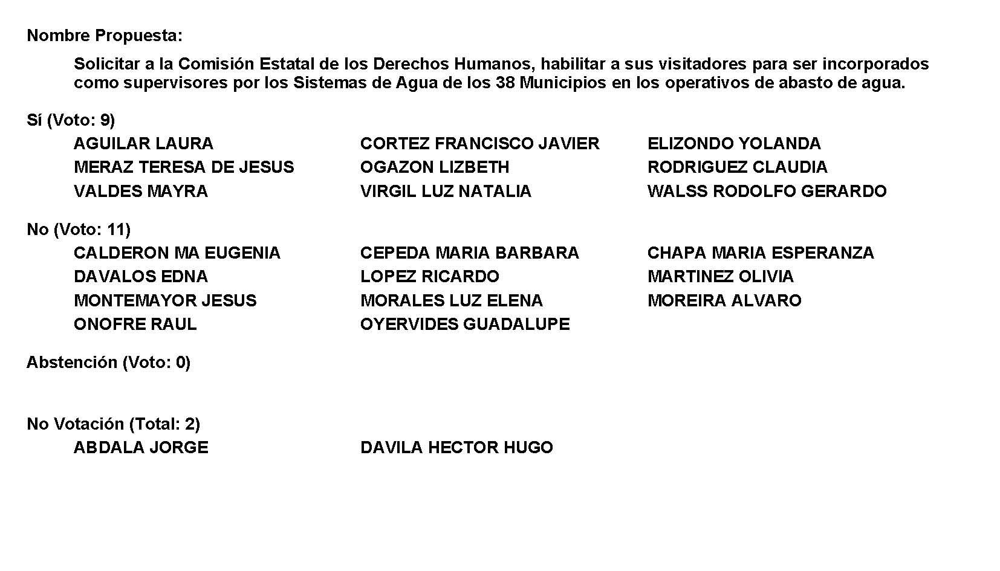 Nombre Propuesta:
Solicitar a la Comisión Estatal de los Derechos Humanos, habilitar a sus visitadores para ser incorporados
como supervisores por los Sistemas de Agua de los 38 Municipios en los operativos de abasto de agua.
Sí (Voto: 9)
AGUILAR LAURA CORTEZ FRANCISCO JAVIER ELIZONDO YOLANDA
MERAZ TERESA DE JESUS OGAZON LIZBETH RODRIGUEZ CLAUDIA
VALDES MAYRA VIRGIL LUZ NATALIA WALSS RODOLFO GERARDO
No (Voto: 11)
CALDERON MA EUGENIA CEPEDA MARIA BARBARA CHAPA MARIA ESPERANZA
DAVALOS EDNA LOPEZ RICARDO MARTINEZ OLIVIA
MONTEMAYOR JESUS MORALES LUZ ELENA MOREIRA ALVARO
ONOFRE RAUL OYERVIDES GUADALUPE
Abstención (Voto: 0)
No Votación (Total: 2)
ABDALA JORGE DAVILA HECTOR HUGO